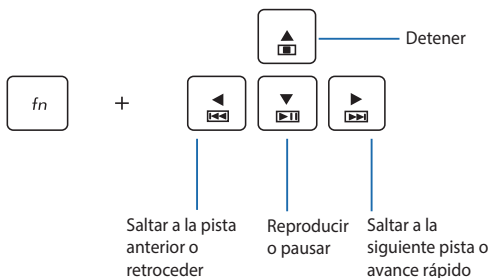 Detener
fn
+
Saltar a la pista
anterior o
retroceder
Reproducir
o pausar
Saltar a la
siguiente pista o
avance rápido